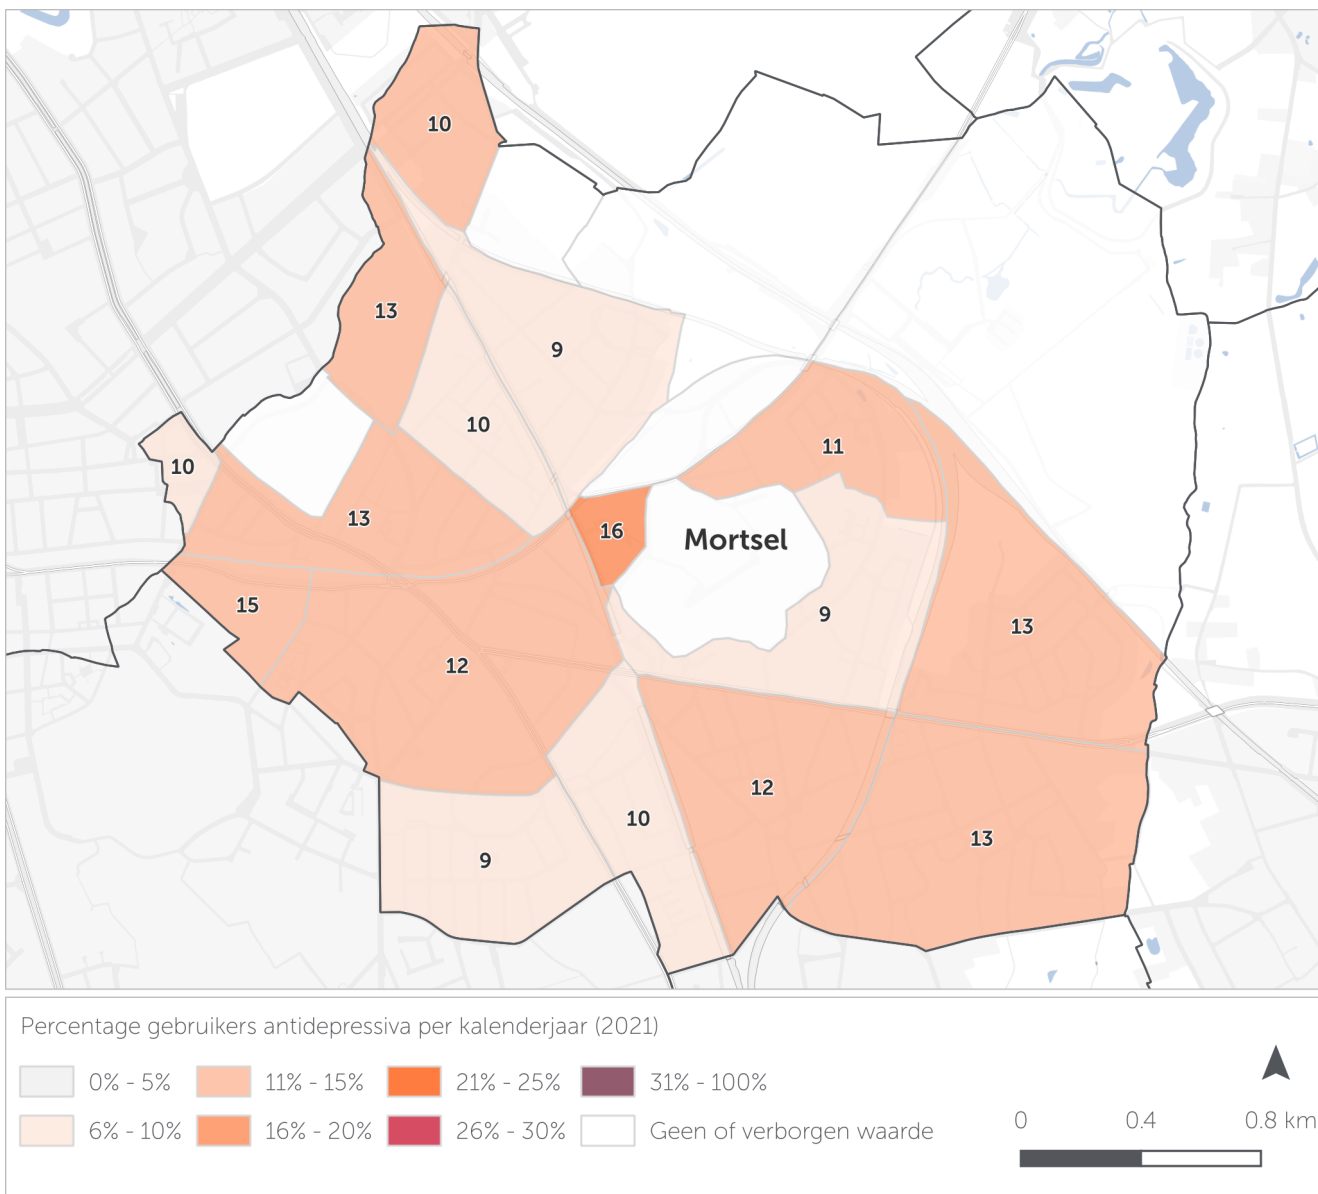 10
13
9
10
11
10
13
16
Mortsel
15
9
13
12
12
10
13
9
Percentage gebruikers antidepressiva per kalenderjaar (2021)
0% - 5%
11% - 15%
21% - 25%
31% - 100%
6% - 10%
16% - 20%
26% - 30%
Geen of verborgen waarde
0 0.4 0.8 km